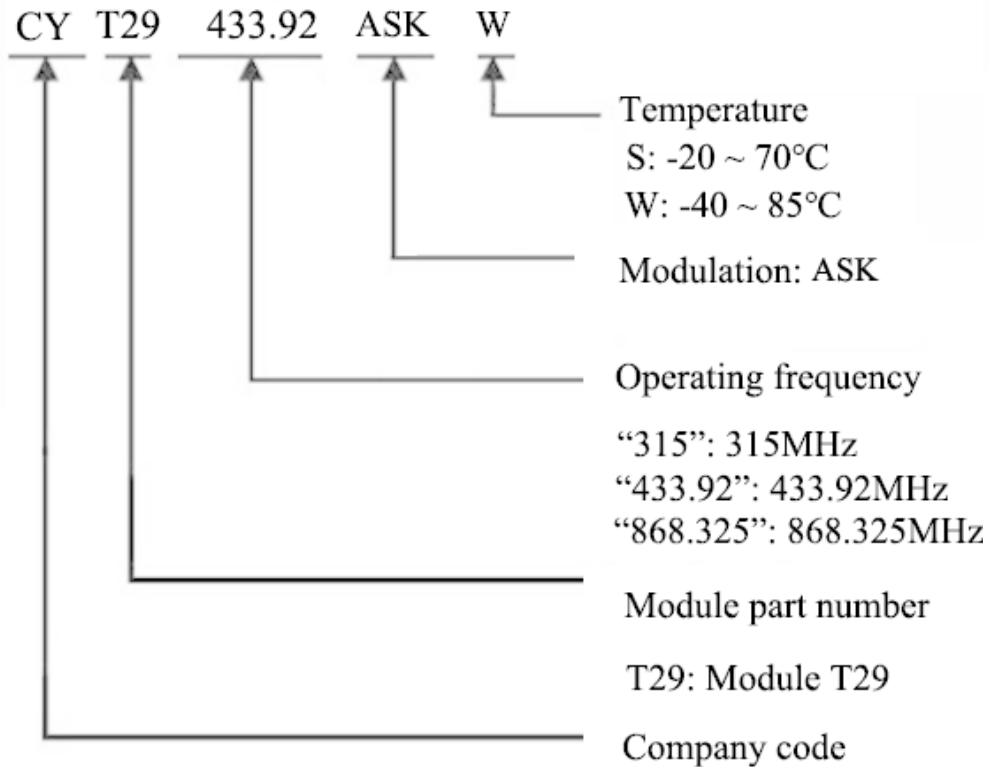 CY T29 433.92 ASK W
Temperature
S: -20 ~ 70°C
W: -40 ~ 85°C
Modulation: ASK
Operating frequency
“315”: 315MHz
“433.92”: 433.92MHz
“868.325”: 868.325MHz
Module part number
T29: Module T29
Company code